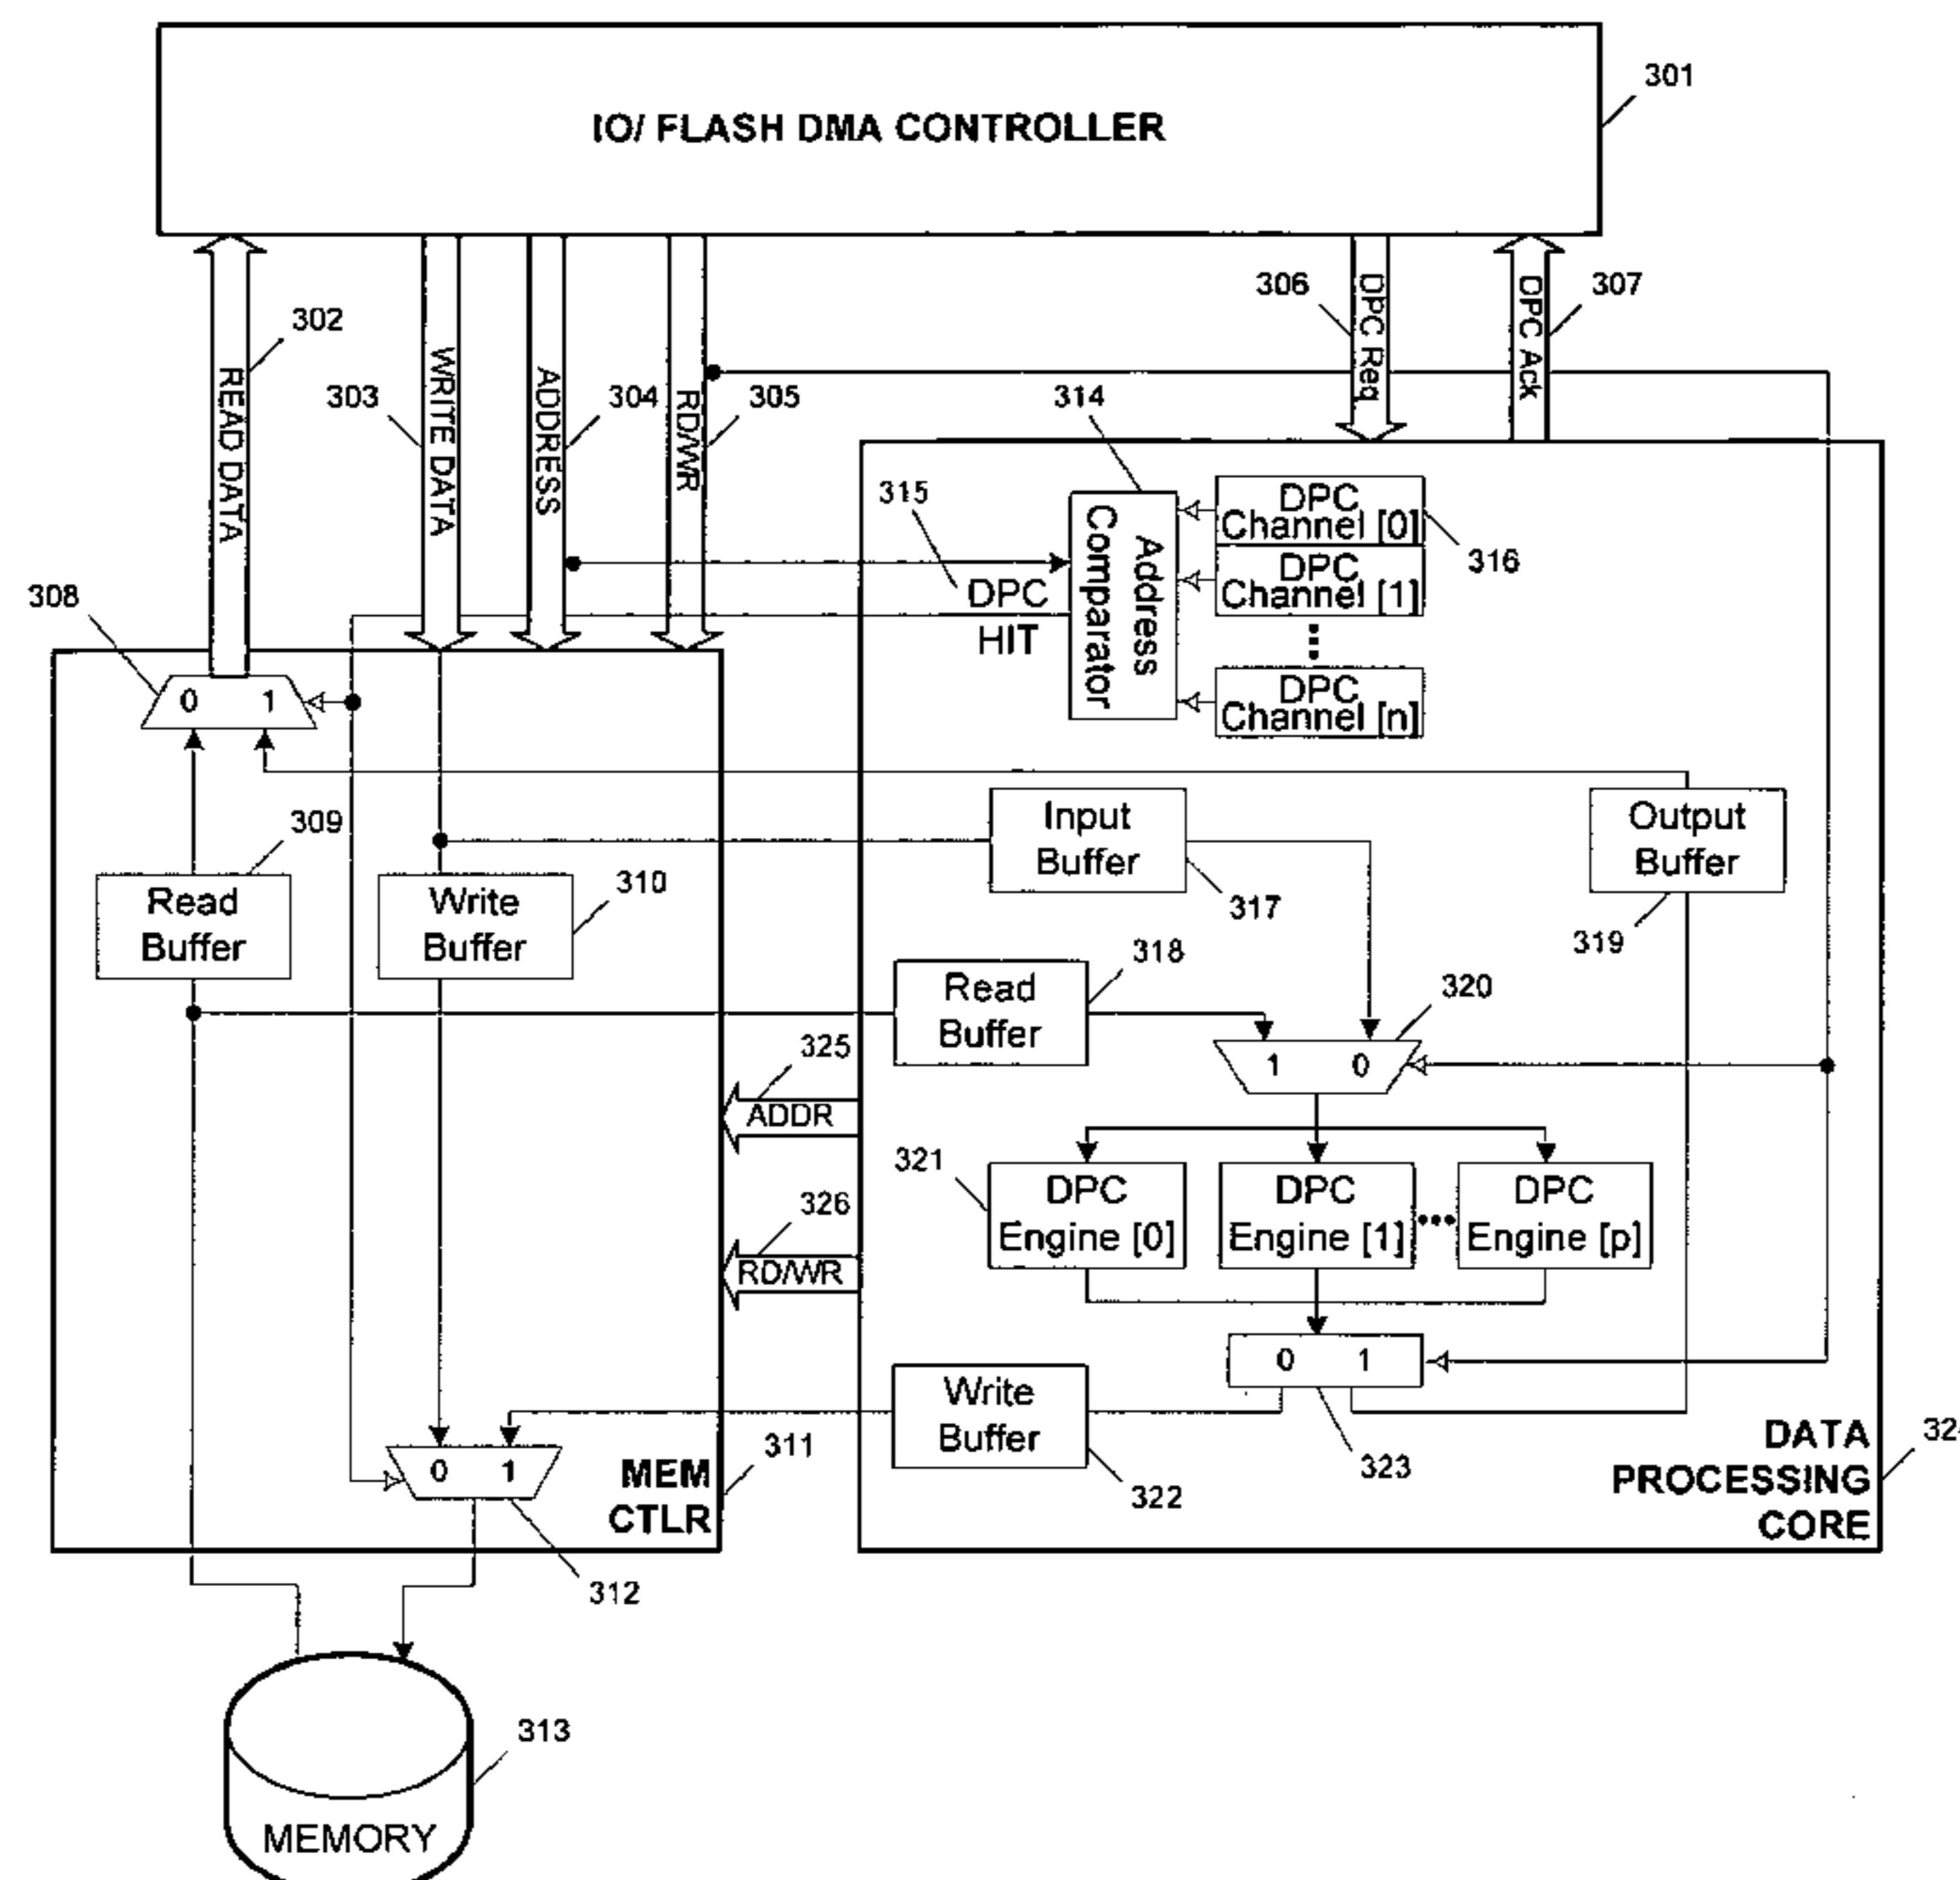 IO/ FLASH DMA CONTROLLER
301
306
DPC Req
DPC Ack
307
302
READ DATA
303
WRITE DATA
ADDRESS
304
RD/WR
305
314
315
DPC
HIT
Address
Comparator
DPC
Channel [0]
316
DPC
Channel [1]
DPC
Channel [n]
308
0 1
309
Read
Buffer
Write
Buffer
310
Input
Buffer
317
Output
Buffer
319
Read
Buffer
318
320
1 0
325
ADDR
321
DPC
Engine [0]
DPC
Engine [1]
DPC
Engine [p]
326
RD/WR
0 1
323
Write
Buffer
322
DATA
PROCESSING
CORE
0 1
MEM
CTLR
311
312
313
MEMORY